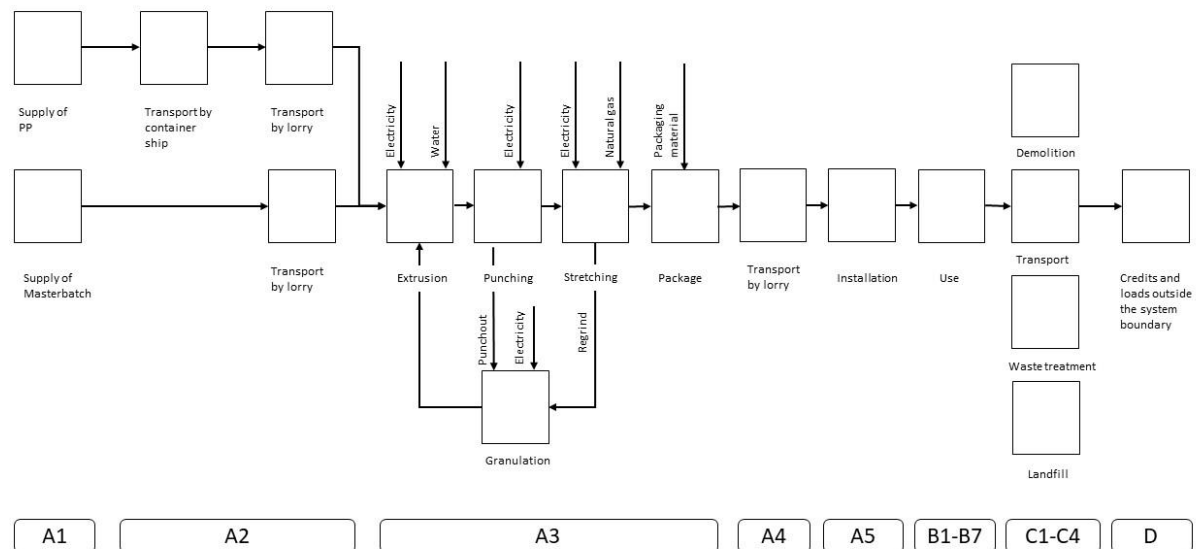 Supply of
PP
Transport by
container
ship
Transport
by lorry
Electricity
Water
Electricity
Electricity
Natural gas
Packaging
material
Demolition
Supply of
Masterbatch
Transport
by lorry
Extrusion
Punching
Stretching
Package
Transport
by lorry
Installation
Use
Transport
Credits and
loads outside
the system
boundary
Punchout
Electricity
Regrind
Waste treatment
Granulation
Landfill
A1
A2
A3
A4
A5
B1-B7
C1-C4
D